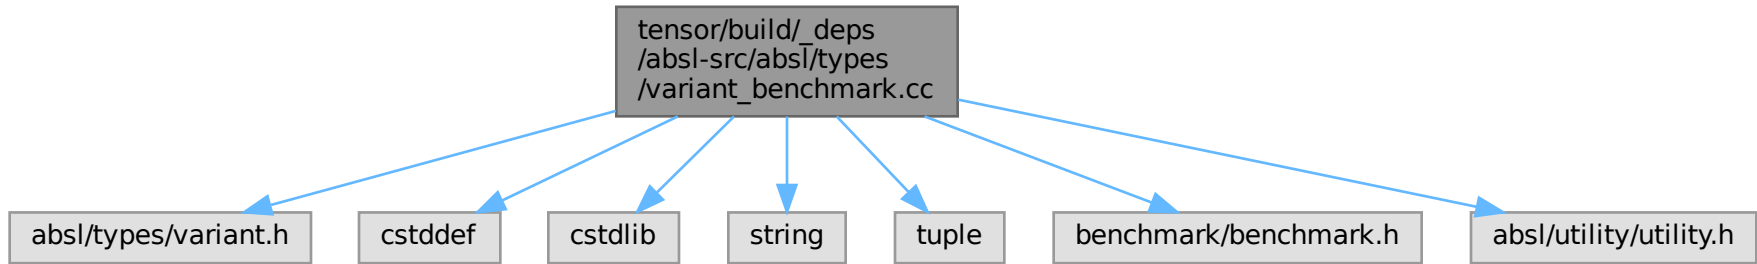 tensor/build/_deps
/absl-src/absl/types
/variant_benchmark.cc
absl/types/variant.h
cstddef
cstdlib
string
tuple
benchmark/benchmark.h
absl/utility/utility.h